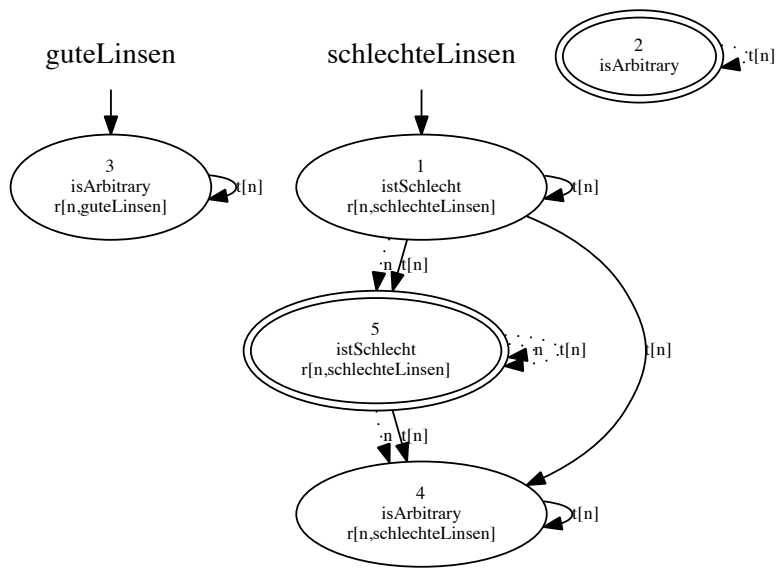 guteLinsen
schlechteLinsen
2
isArbitrary
t[n]
3
isArbitrary
r[n,guteLinsen]
t[n]
1
istSchlecht
r[n,schlechteLinsen]
t[n]
n
t[n]
5
istSchlecht
r[n,schlechteLinsen]
n
t[n]
t[n]
n
t[n]
4
isArbitrary
r[n,schlechteLinsen]
t[n]